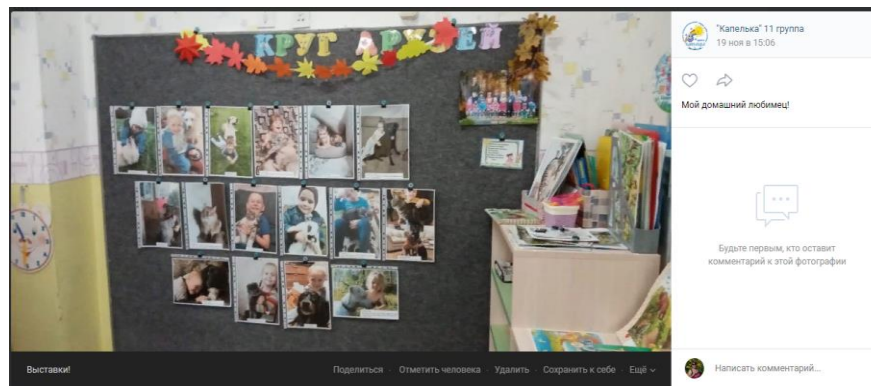 КРУГ ДРУЗЕЙ
"Капелька" 11 группа
19 ноя в 15:06
Мой домашний любимец!
Будьте первым, кто оставит
комментарий к этой фотографии
Выставки!
Поделиться · Отметить человека · Удалить · Сохранить к себе · Ещё
Написать комментарий...